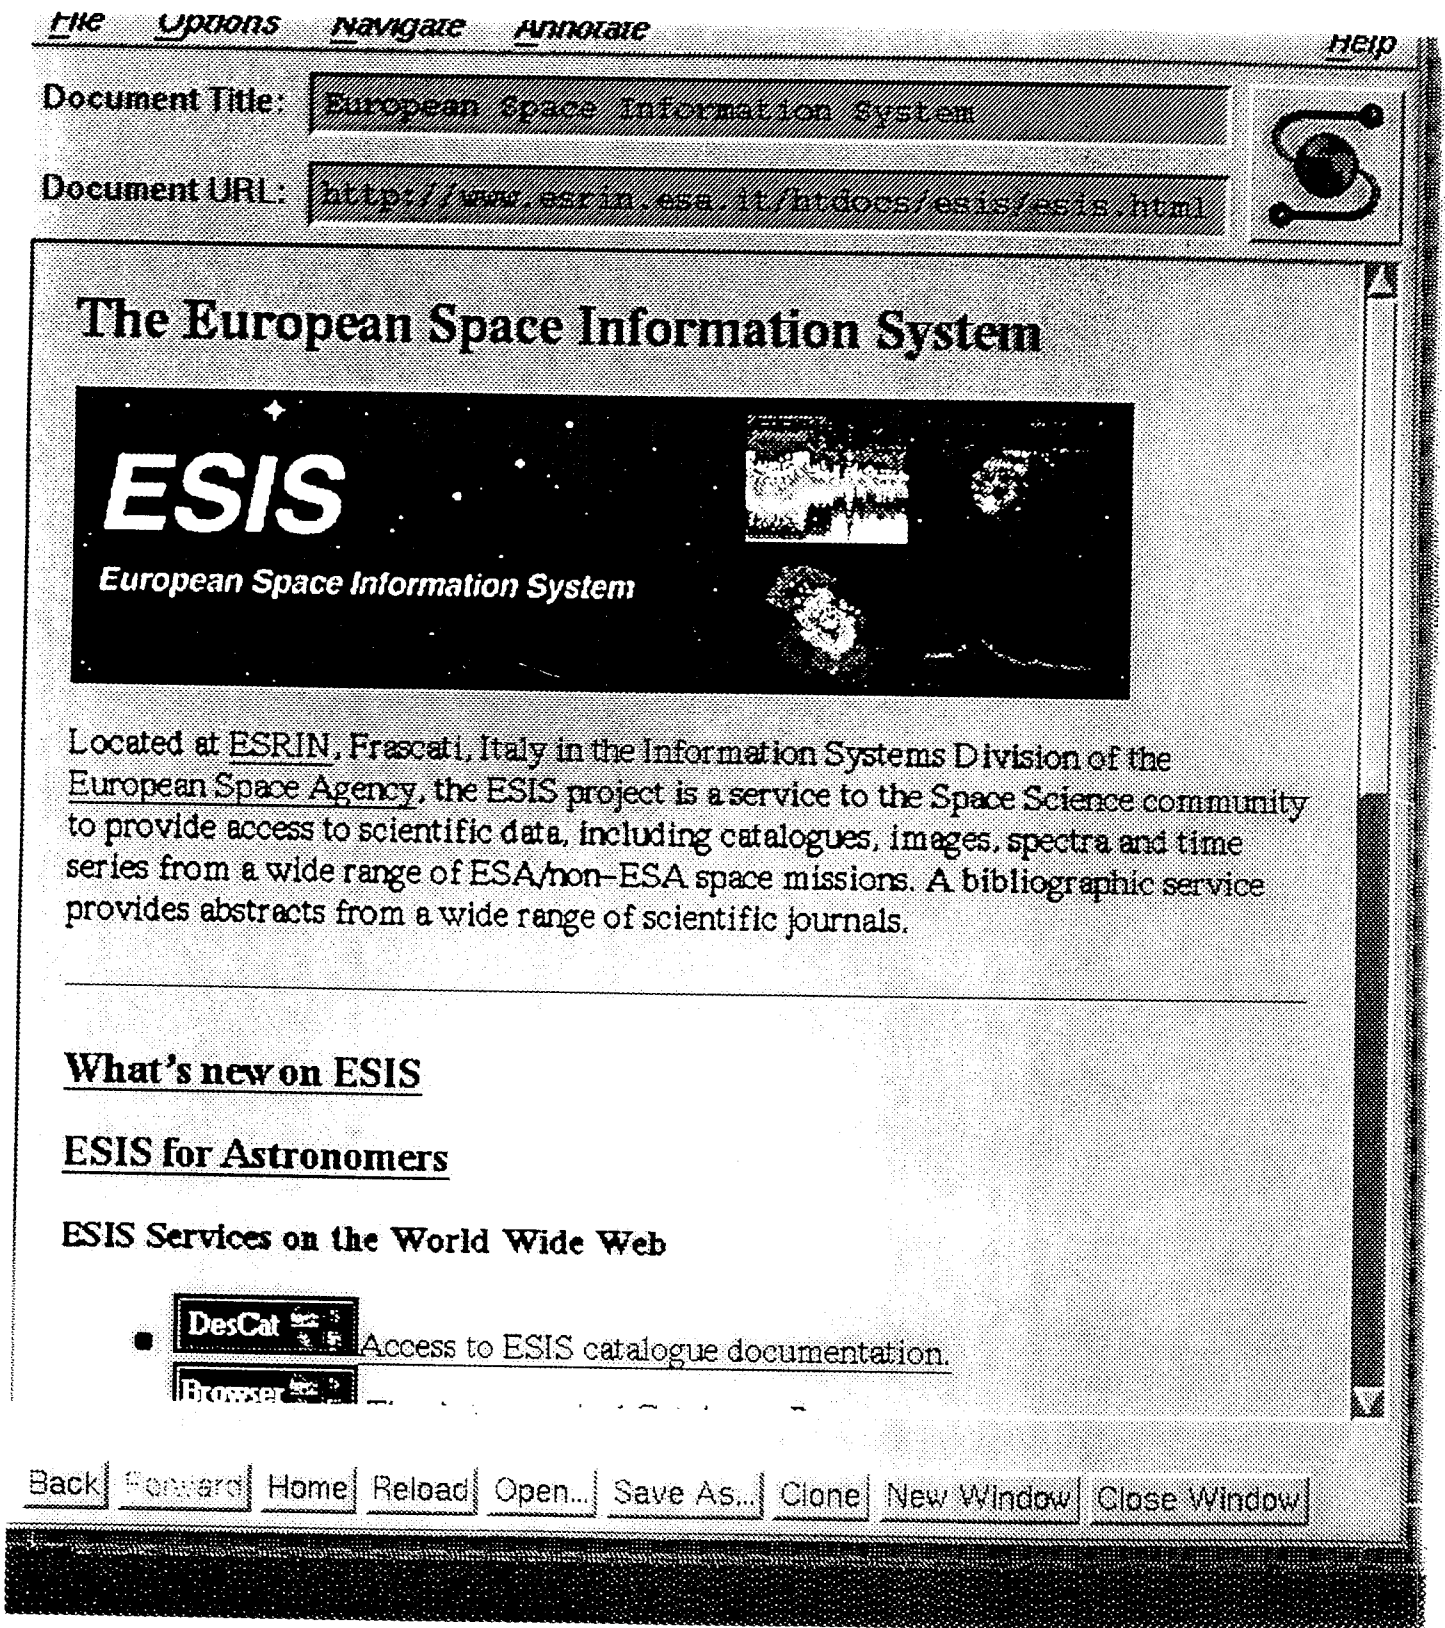 File Options Navigate Annotate Help
Document Title: European Space Information System
Document URL: http://www.esrin.esa.it/htdocs/esis/esis.html
The European Space Information System
ESIS
European Space Information System
Located at ESRIN, Frascati, Italy in the Information Systems Division of the
European Space Agency, the ESIS project is a service to the Space Science community
to provide access to scientific data, including catalogues, images, spectra and time
series from a wide range of ESA/non-ESA space missions. A bibliographic service
provides abstracts from a wide range of scientific journals.
What's new on ESIS
ESIS for Astronomers
ESIS Services on the World Wide Web
DesCat Access to ESIS catalogue documentation.
Browser
Back Forward Home Reload Open... Save As... Clone New Window Close Window